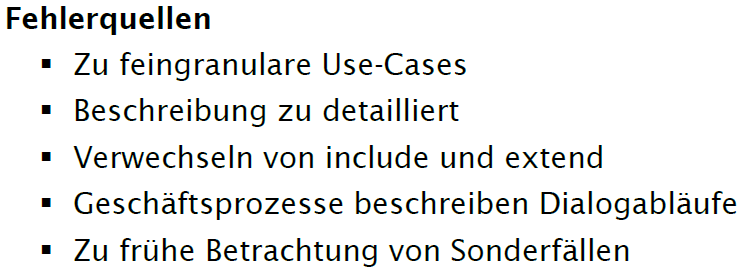 Fehlerquellen
▪ Zu feingranulare Use-Cases
▪ Beschreibung zu detailliert
▪ Verwechseln von include und extend
▪ Geschäftsprozesse beschreiben Dialogabläufe
▪ Zu frühe Betrachtung von Sonderfällen